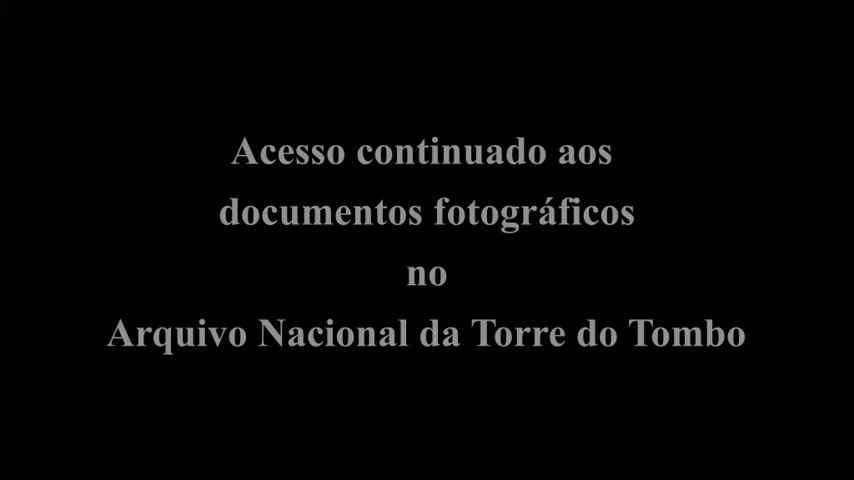 Acesso continuado aos
documentos fotográficos
no
Arquivo Nacional da Torre do Tombo